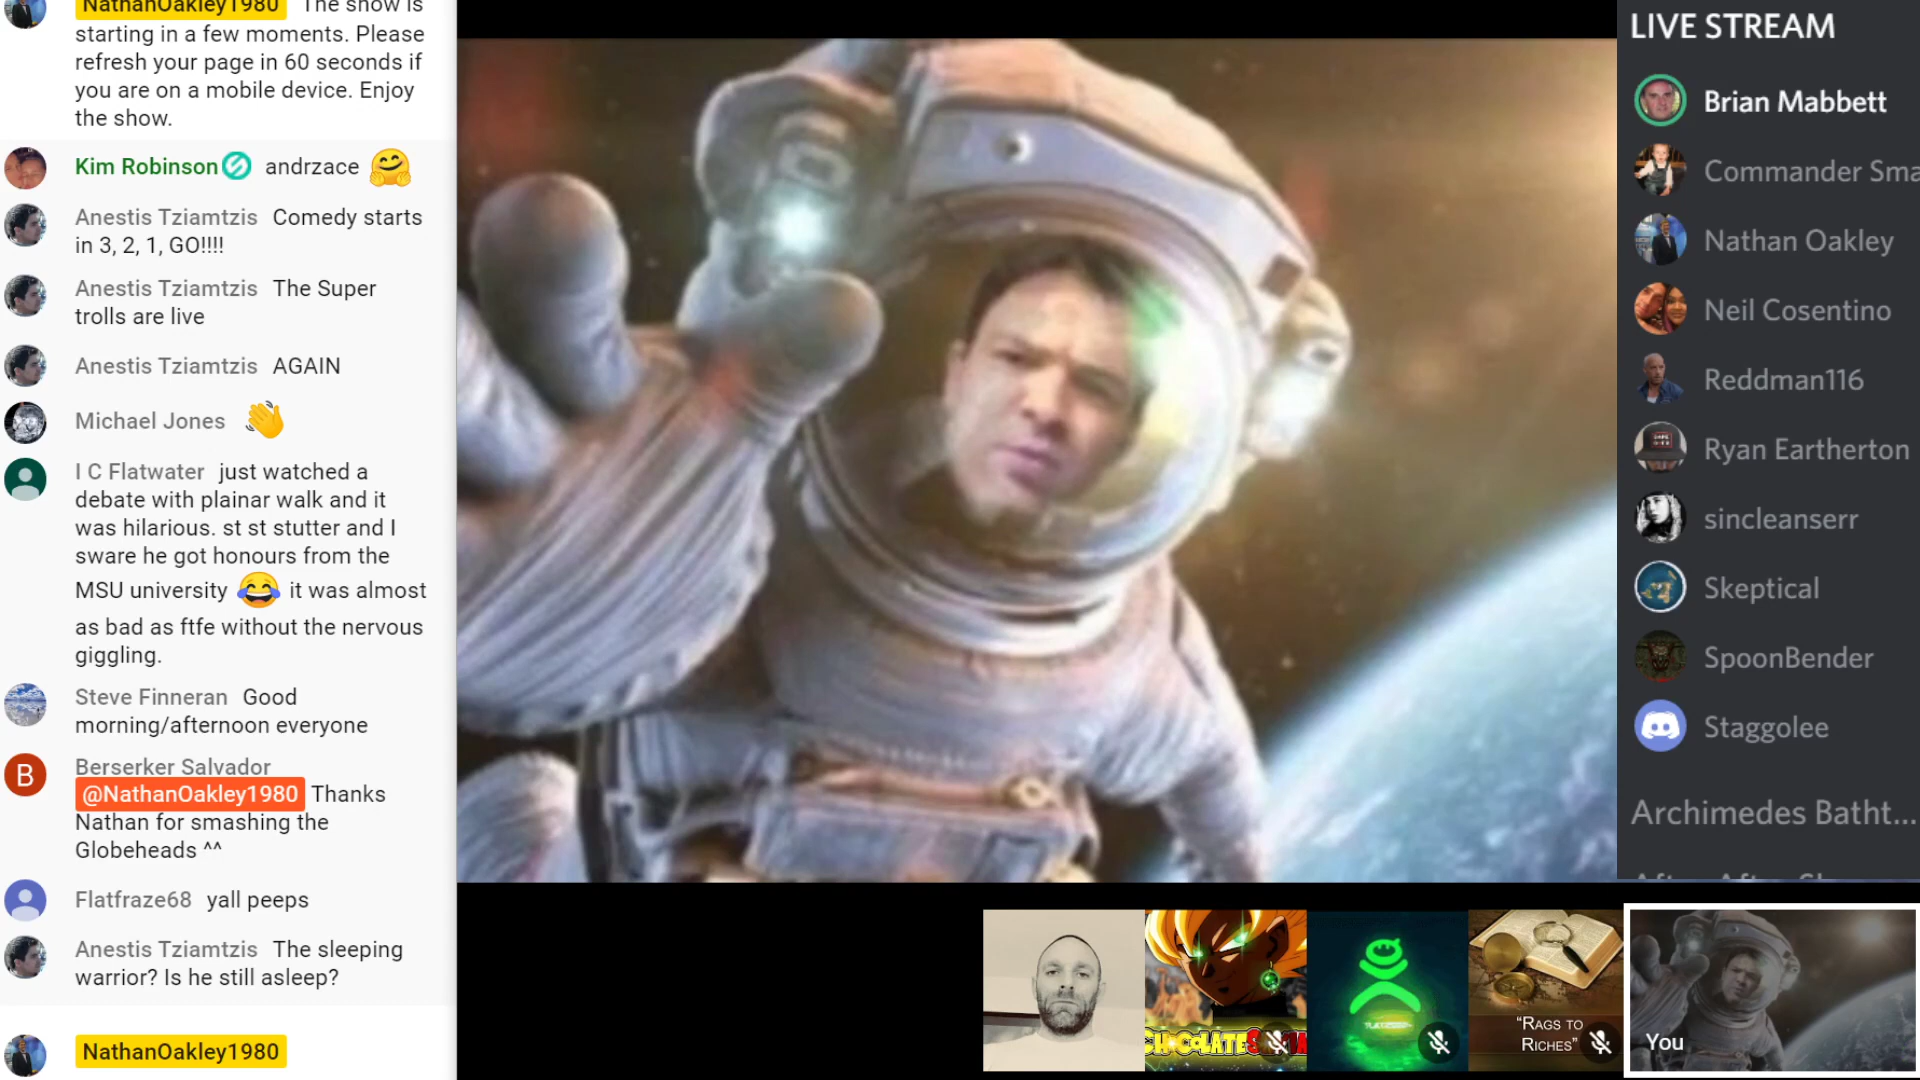 NathanOakley1980 The show is
starting in a few moments. Please
refresh your page in 60 seconds if
you are on a mobile device. Enjoy
the show.
Kim Robinson andrzace 🤗
Anestis Tziamtzis Comedy starts
in 3, 2, 1, GO!!!!
Anestis Tziamtzis The Super
trolls are live
Anestis Tziamtzis AGAIN
Michael Jones 👋
I C Flatwater just watched a
debate with plainar walk and it
was hilarious. st st stutter and I
sware he got honours from the
MSU university 😂 it was almost
as bad as ftfe without the nervous
giggling.
Steve Finneran Good
morning/afternoon everyone
B
Berserker Salvador
@NathanOakley1980 Thanks
Nathan for smashing the
Globeheads ^^
Flatfraze68 yall peeps
Anestis Tziamtzis The sleeping
warrior? Is he still asleep?
NathanOakley1980
LIVE STREAM
Brian Mabbett
Commander Sma
Nathan Oakley
Neil Cosentino
Reddman116
Ryan Eartherton
sincleanserr
Skeptical
SpoonBender
Staggolee
Archimedes Batht...
CHOCOLATE
"RAGS TO
RICHES"
You